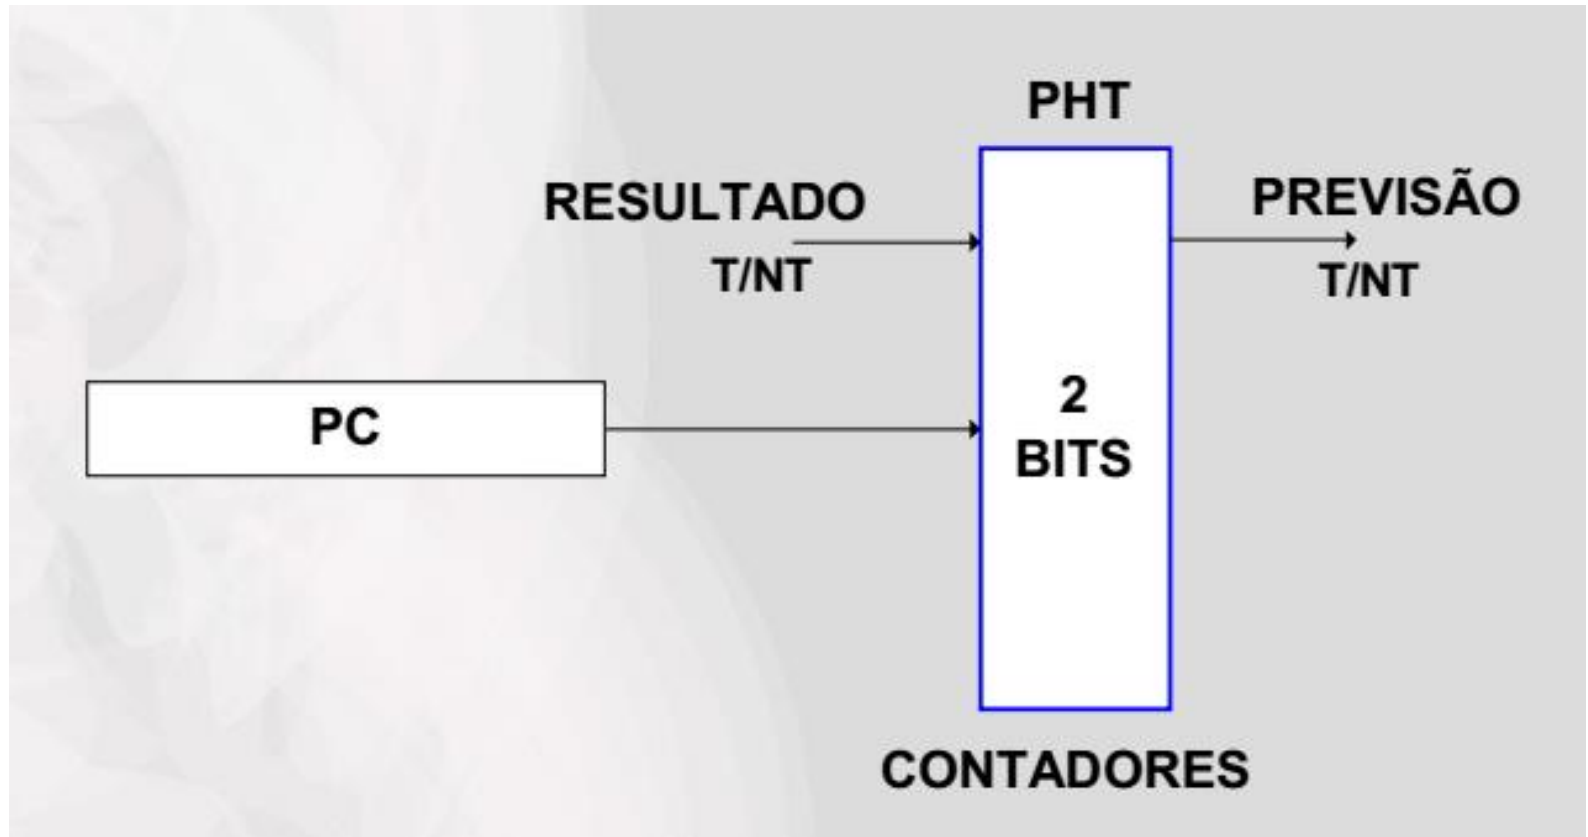 PHT
RESULTADO
T/NT
PREVISÃO
T/NT
PC
2
BITS
CONTADORES